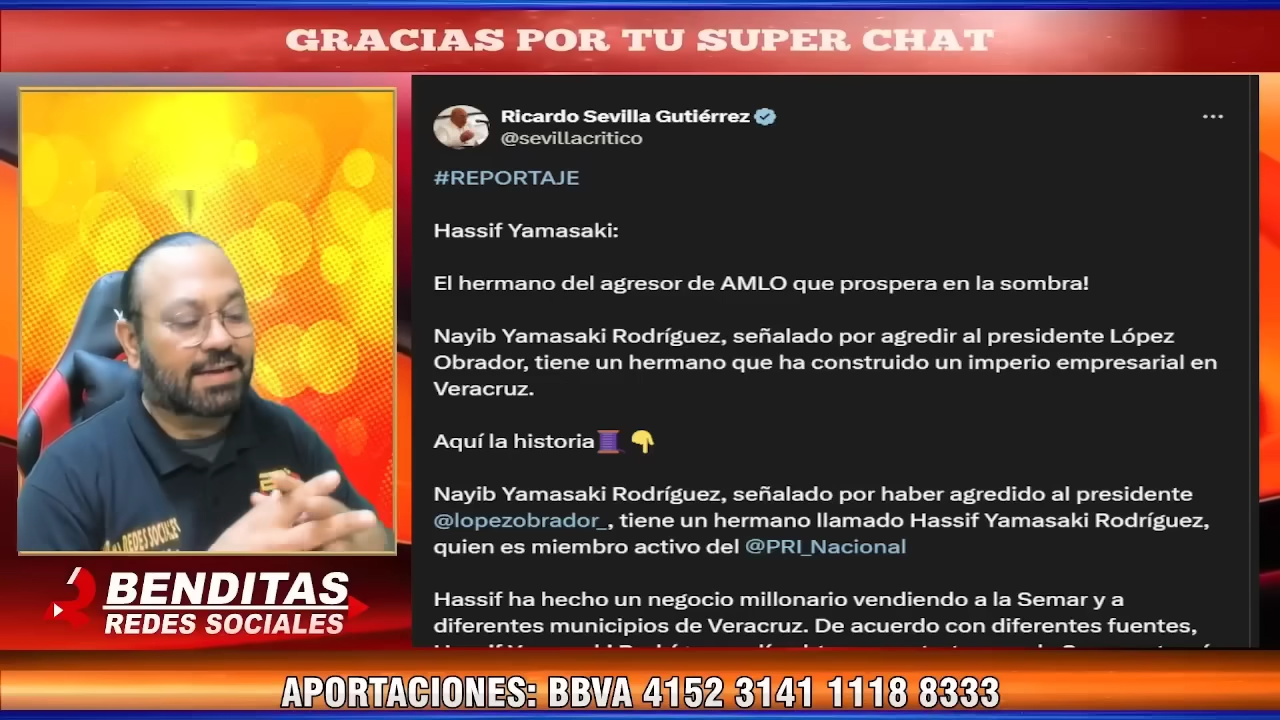 GRACIAS POR TU SUPER CHAT
Ricardo Sevilla Gutiérrez
@sevillacritico
#REPORTAJE
Hassif Yamasaki:
El hermano del agresor de AMLO que prospera en la sombra!
Nayib Yamasaki Rodríguez, señalado por agredir al presidente López
Obrador, tiene un hermano que ha construido un imperio empresarial en
Veracruz.
Aquí la historia🧵👇
Nayib Yamasaki Rodríguez, señalado por haber agredido al presidente
@lopezobrador_, tiene un hermano llamado Hassif Yamasaki Rodríguez,
quien es miembro activo del @PRI_Nacional
Hassif ha hecho un negocio millonario vendiendo a la Semar y a
diferentes municipios de Veracruz. De acuerdo con diferentes fuentes,
REDES SOCIALES
BENDITAS
REDES SOCIALES
APORTACIONES: BBVA 4152 3141 1118 8333